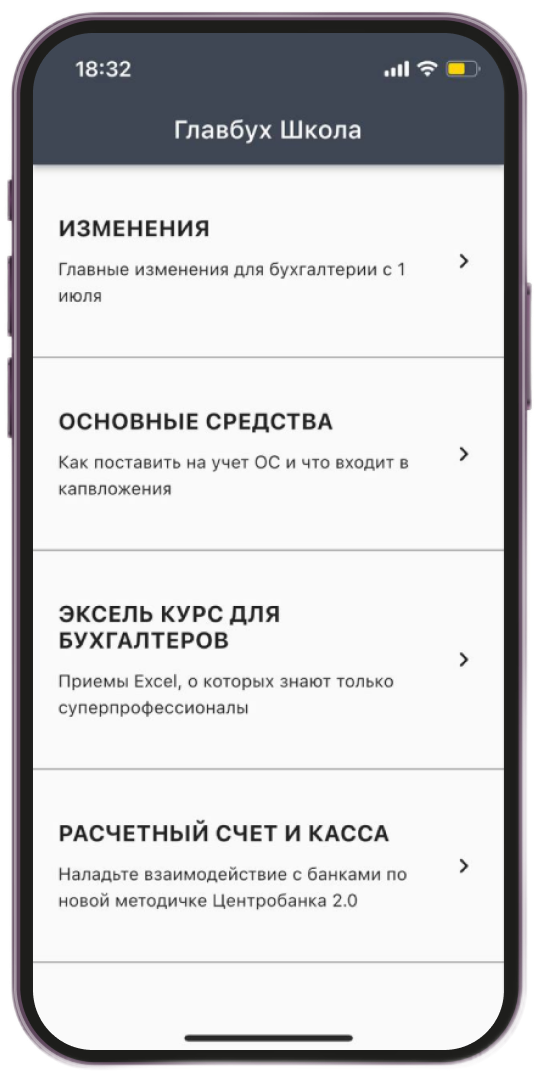 18:32
Главбух Школа
ИЗМЕНЕНИЯ
Главные изменения для бухгалтерии с 1
июля
ОСНОВНЫЕ СРЕДСТВА
Как поставить на учет ОС и что входит в
капвложения
ЭКСЕЛЬ КУРС ДЛЯ
БУХГАЛТЕРОВ
Приемы Excel, о которых знают только
суперпрофессионалы
РАСЧЕТНЫЙ СЧЕТ И КАССА
Наладьте взаимодействие с банками по
новой методичке Центробанка 2.0